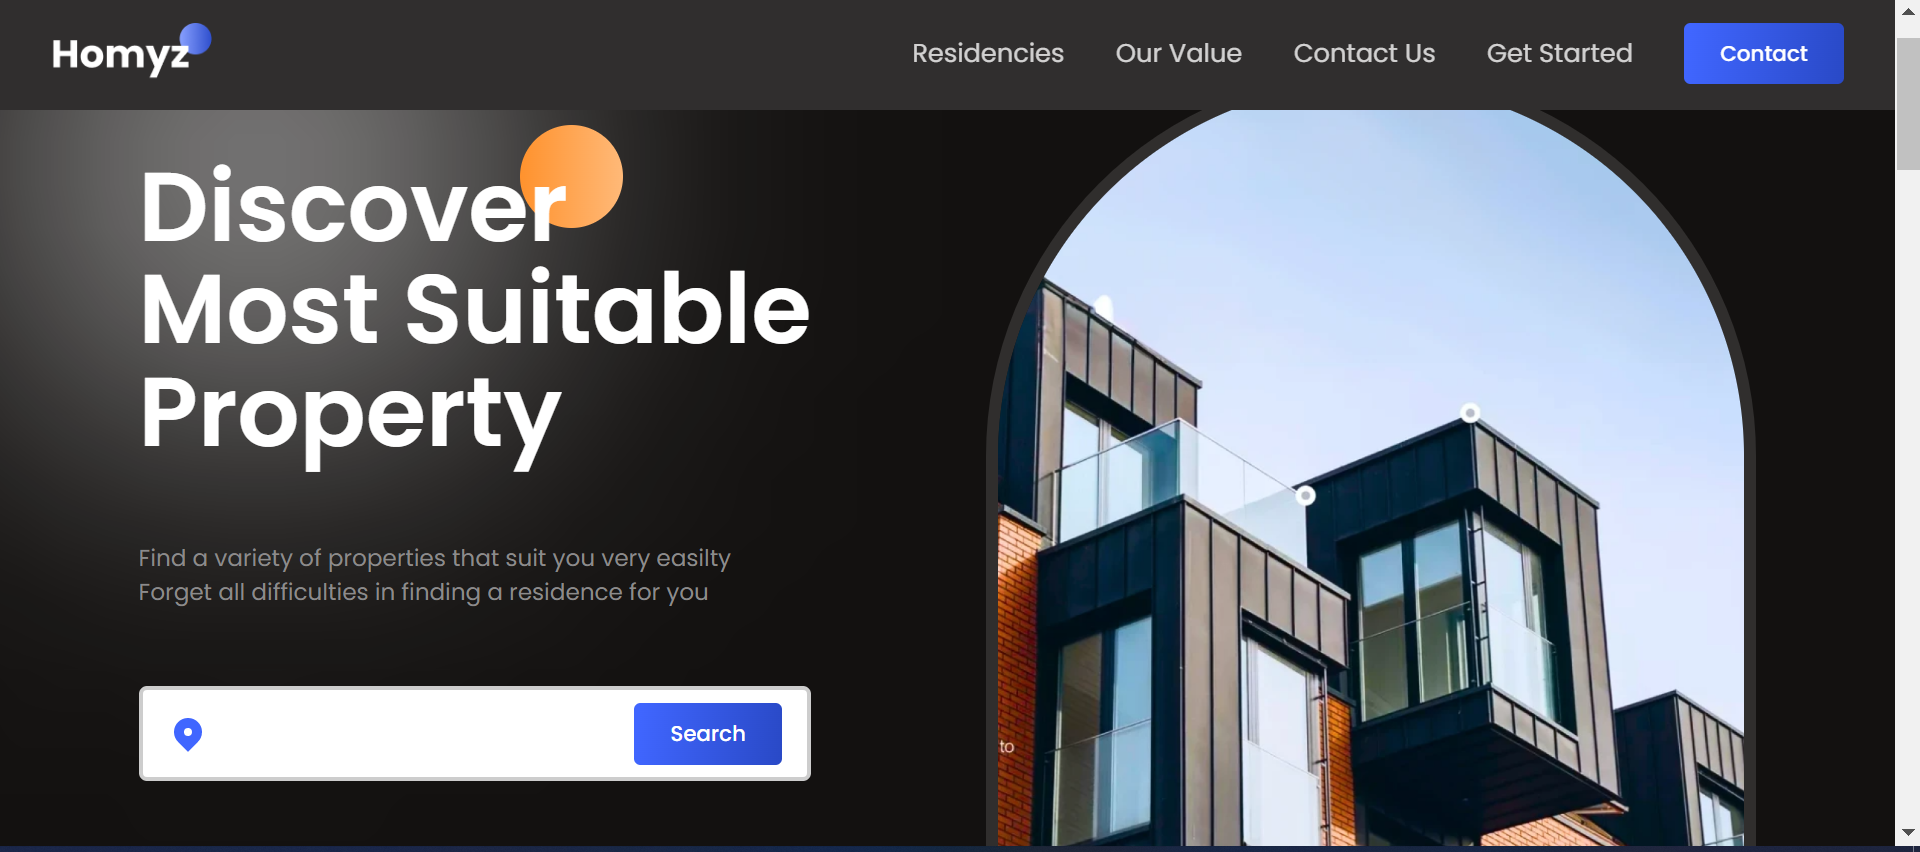 Homyz
Residencies
Our Value
Contact Us
Get Started
Contact
Discover
Most Suitable
Property
Find a variety of properties that suit you very easilty
Forget all difficulties in finding a residence for you
Search
to